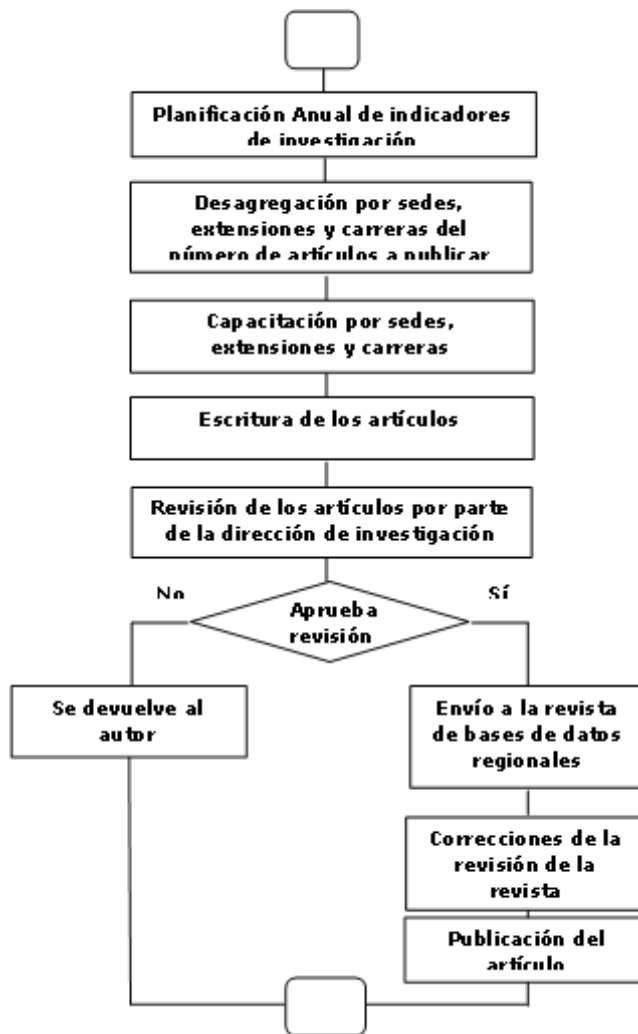 Planificación Anual de indicadores
de investigación
Desagregación por sedes,
extensiones y carreras del
número de artículos a publicar
Capacitación por sedes,
extensiones y carreras
Escritura de los artículos
Revisión de los artículos por parte
de la dirección de investigación
No
Sí
Aprueba
revisión
Se devuelve al
autor
Envío a la revista
de bases de datos
regionales
Correcciones de la
revisión de la
revista
Publicación del
artículo